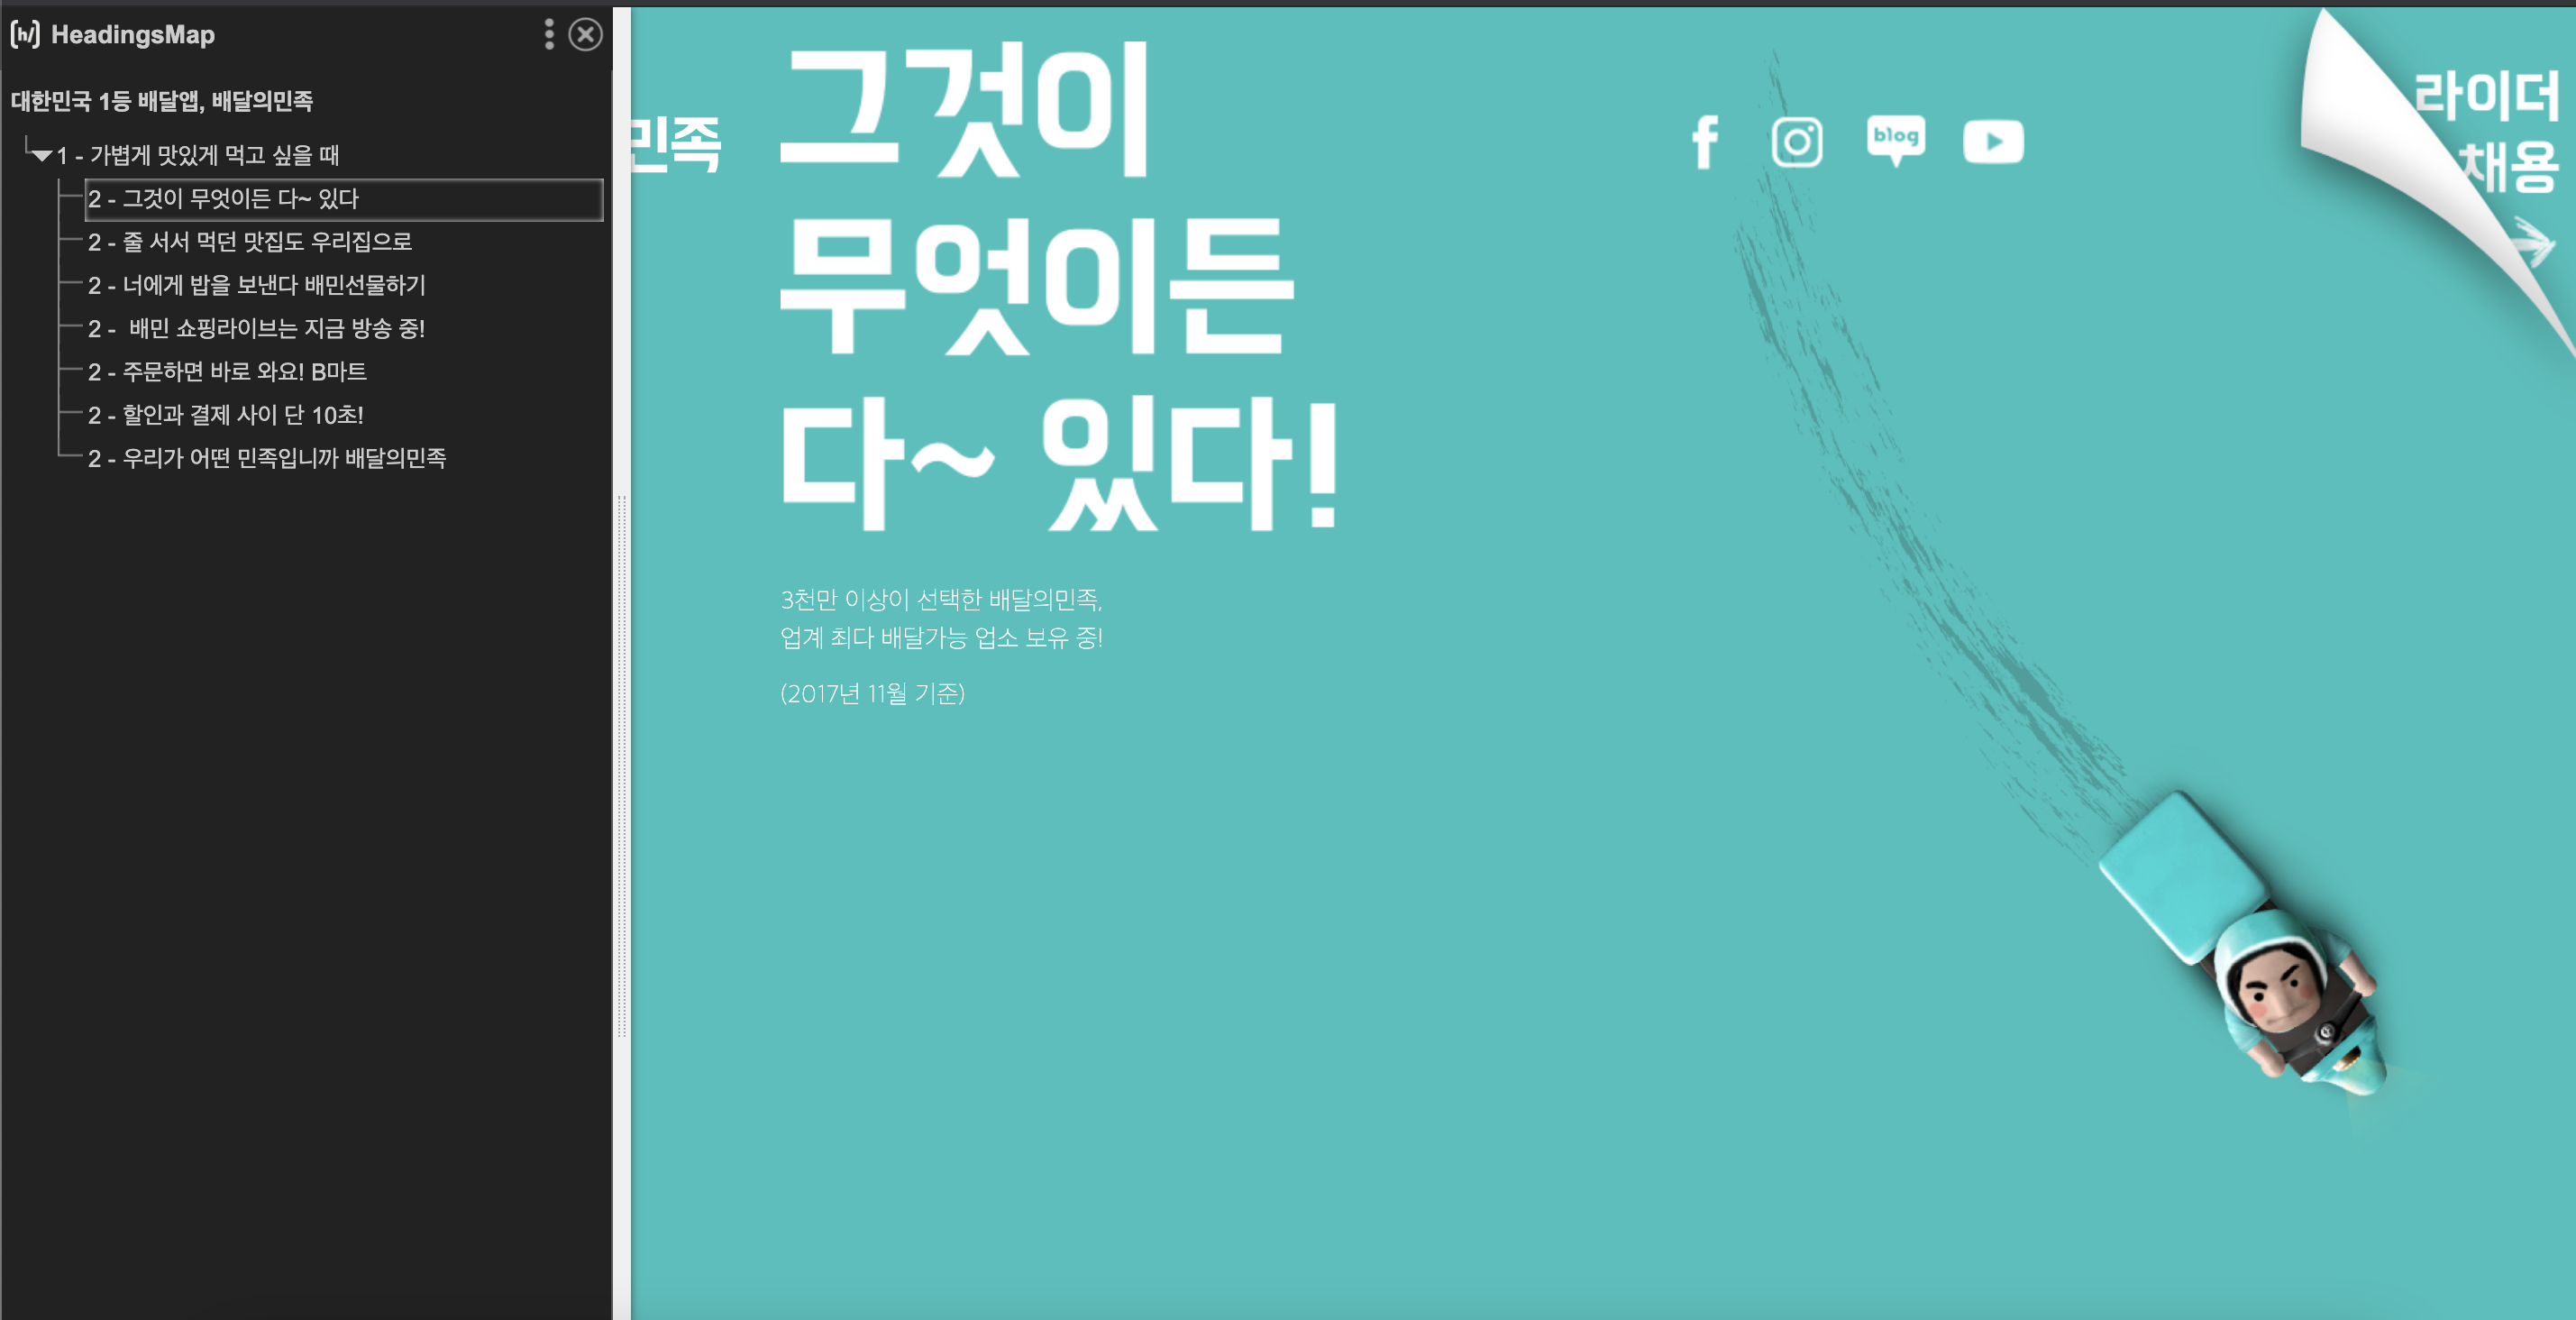 [h/] HeadingsMap
대한민국 1등 배달앱, 배달의민족
1 - 가볍게 맛있게 먹고 싶을 때
2 - 그것이 무엇이든 다~ 있다
2 - 줄 서서 먹던 맛집도 우리집으로
2 - 너에게 밥을 보낸다 배민선물하기
2 - 배민 쇼핑라이브는 지금 방송 중!
2 - 주문하면 바로 와요! B마트
2 - 할인과 결제 사이 단 10초!
2 - 우리가 어떤 민족입니까 배달의민족
민족
그것이
무엇이든
다~ 있다!
3천만 이상이 선택한 배달의민족,
업계 최다 배달가능 업소 보유 중!
(2017년 11월 기준)
f
blog
라이더
채용